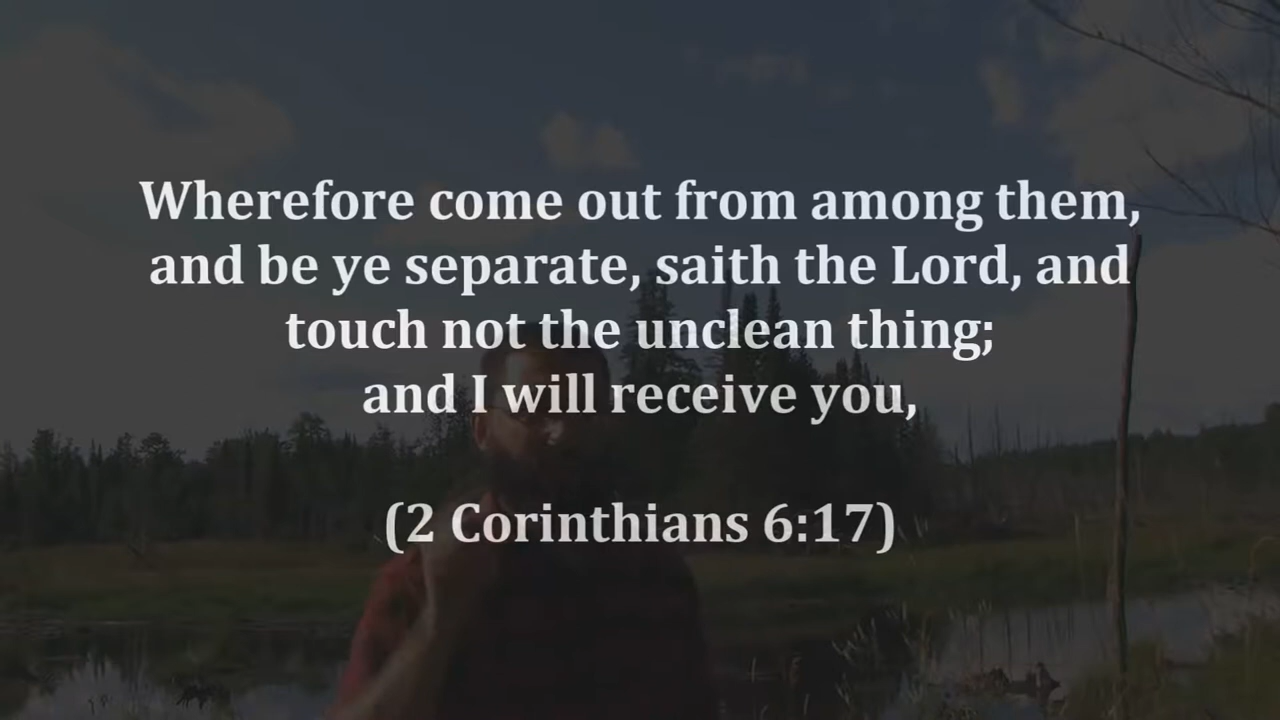 Wherefore come out from among them,
and be ye separate, saith the Lord, and
touch not the unclean thing;
and I will receive you,
(2 Corinthians 6:17)